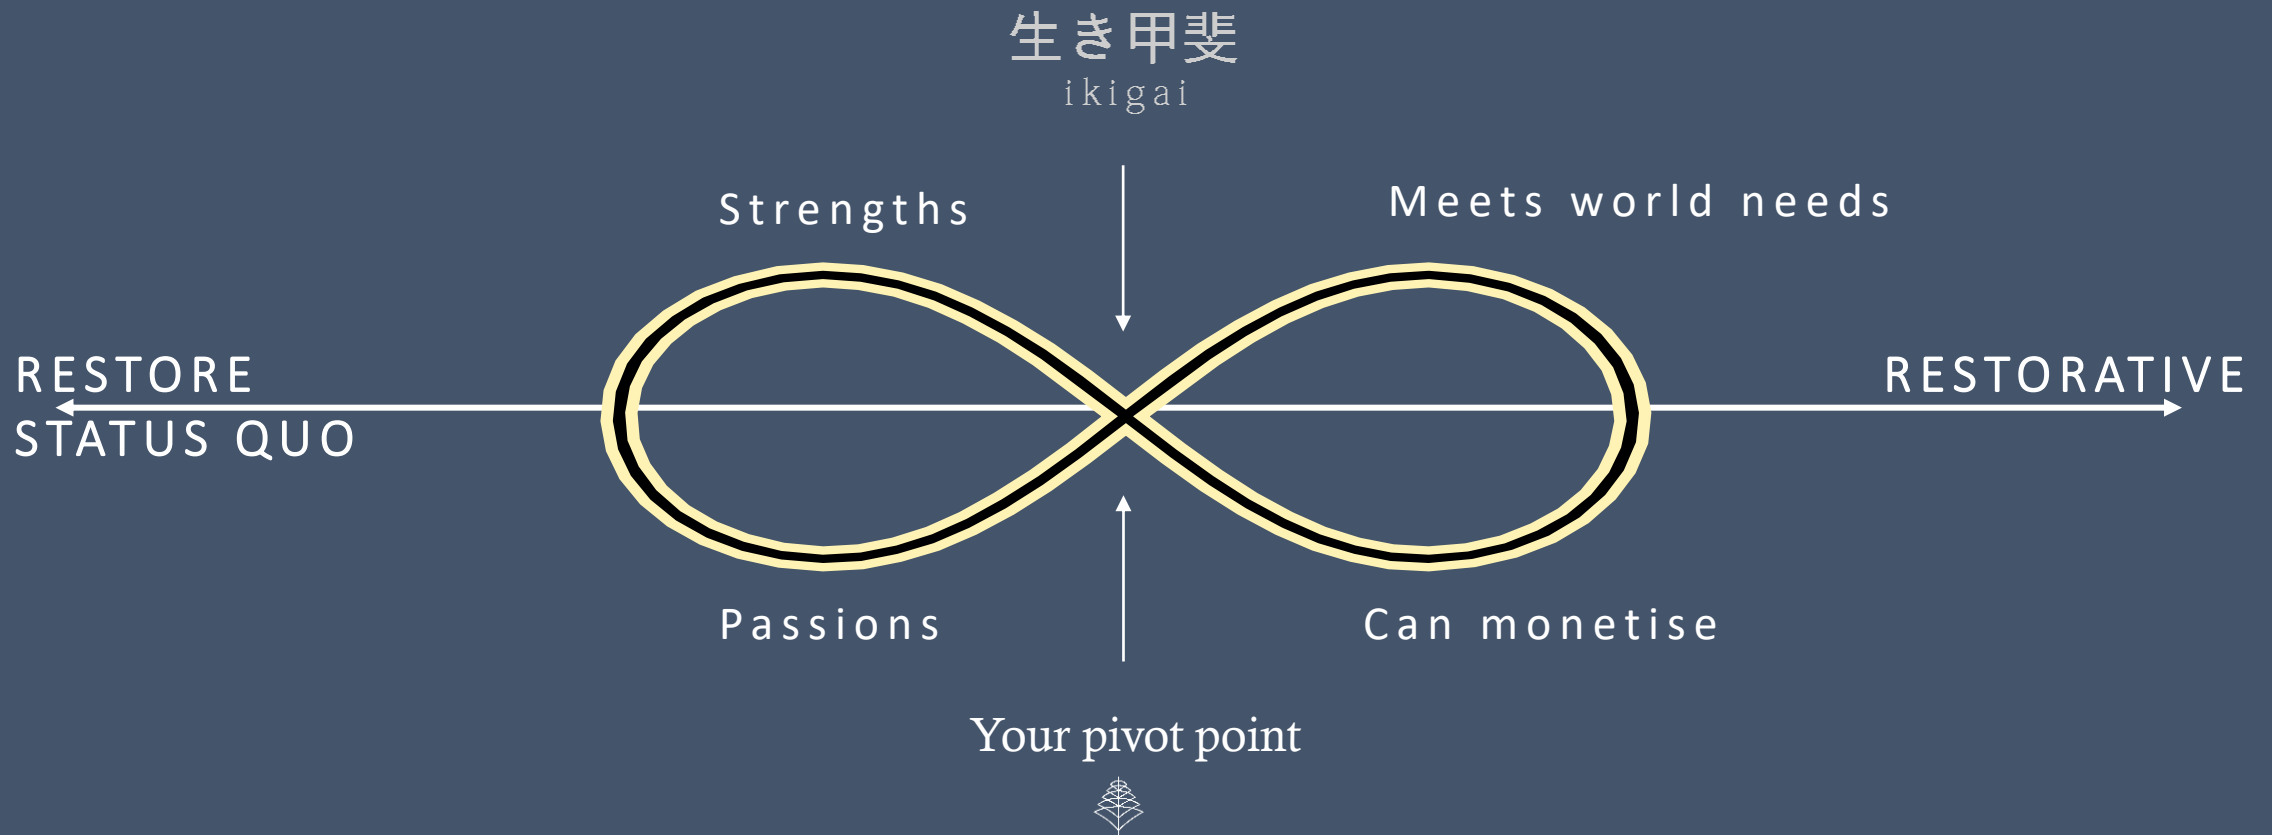 生き甲斐
ikigai
Strengths
Meets world needs
RESTORE
STATUS QUO
RESTORATIVE
Passions
Can monetise
Your pivot point